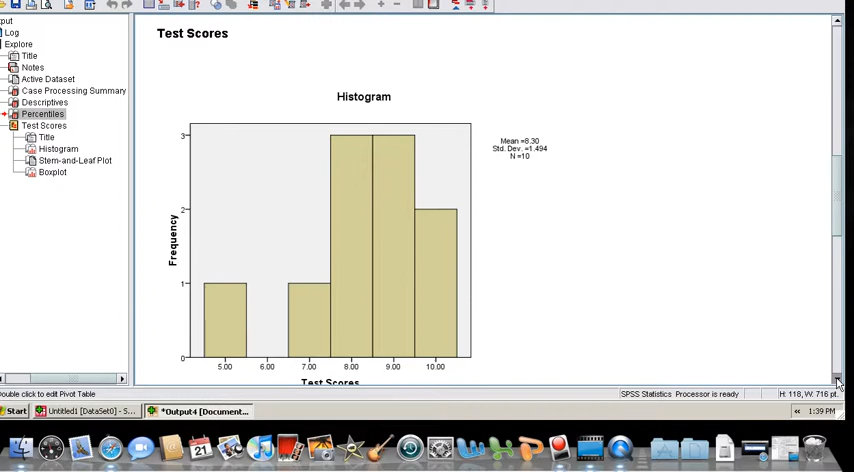 Test Scores
put
Log
Explore
Title
Notes
Active Dataset
Case Processing Summary
Descriptives
Percentiles
Test Scores
Title
Histogram
Stem-and-Leaf Plot
Boxplot
Histogram
Mean =8.30
Std. Dev. =1.494
N =10
Frequency
3
2
1
0
5.00 6.00 7.00 8.00 9.00 10.00
Test Scores
Double click to edit Pivot Table
SPSS Statistics Processor is ready
H: 118, W: 716 pt.
Start
Untitled1 [DataSet0] - S...
*Output4 [Document...
1:39 PM
21